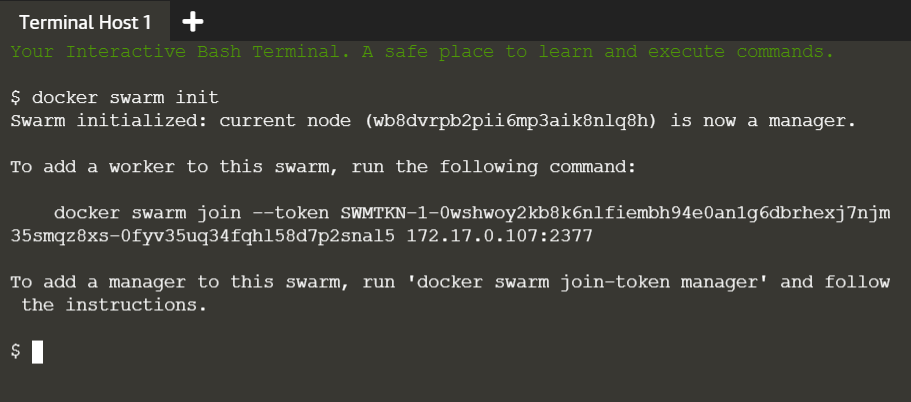 Terminal Host 1 +
Your Interactive Bash Terminal. A safe place to learn and execute commands.
$ docker swarm init
Swarm initialized: current node (wb8dvrpb2pii6mp3aik8nlq8h) is now a manager.
To add a worker to this swarm, run the following command:
docker swarm join --token SWMTKN-1-0wshwoy2kb8k6nlfiembh94e0an1g6dbrhexj7njm
35smqz8xs-0fyv35uq34fqhl58d7p2snal5 172.17.0.107:2377
To add a manager to this swarm, run 'docker swarm join-token manager' and follow
the instructions.
$